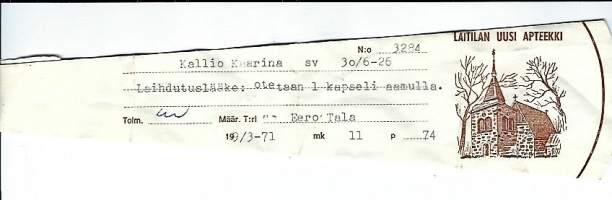 N:o 3284
LAITILAN UUSI APTEEKKI
Kallio Kaarina sv 30/6-26
Laihdutuslääke: otetaan 1 kapseli aamulla.
Toim. Määr. T:ri Eero Tala
199/3-71 mk 11 p 74